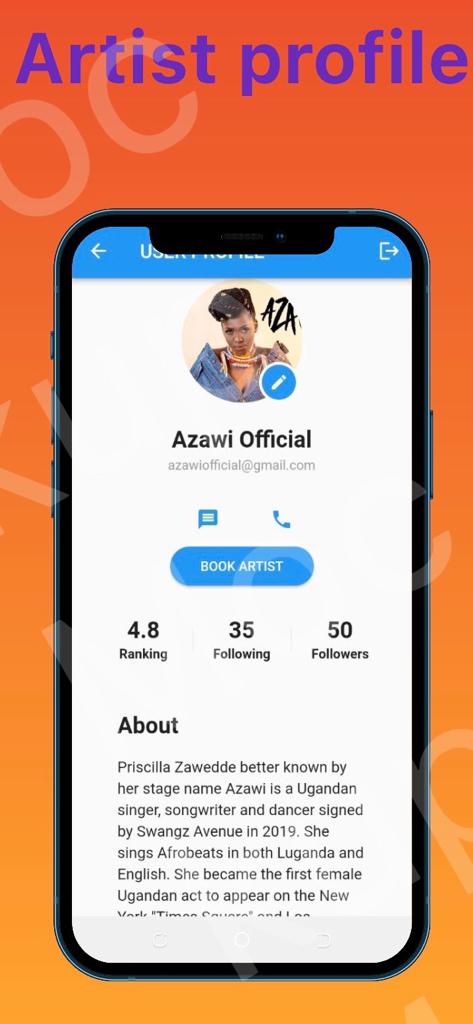 Artist profile
USER PROFILE
AZA
Azawi Official
azawiofficial@gmail.com
BOOK ARTIST
4.8 35 50
Ranking Following Followers
About
Priscilla Zawedde better known by
her stage name Azawi is a Ugandan
singer, songwriter and dancer signed
by Swangz Avenue in 2019. She
sings Afrobeats in both Luganda and
English. She became the first female
Ugandan act to appear on the New
York "Times Square" and Los